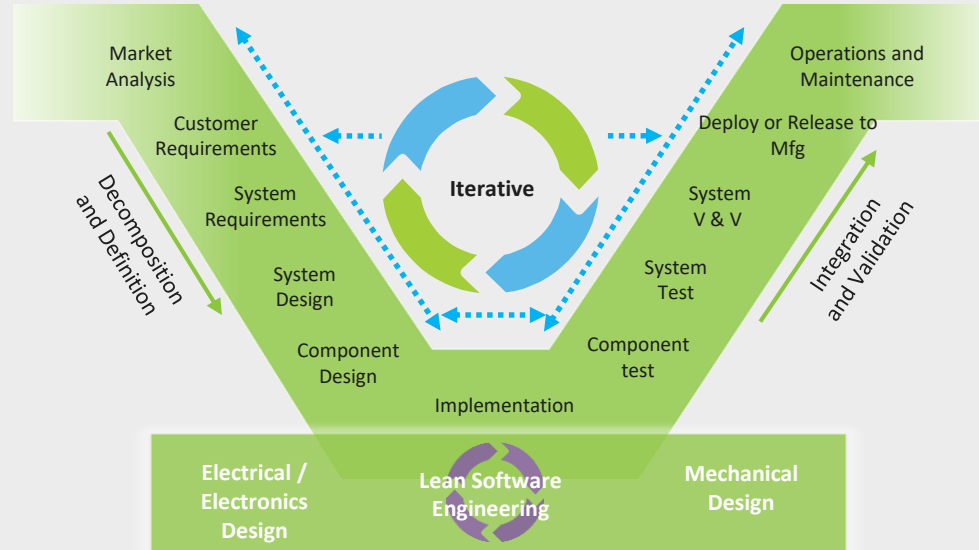 Market
Analysis
Customer
Requirements
System
Requirements
System
Design
Component
Design
Decomposition
and Definition
Iterative
Implementation
Operations and
Maintenance
Deploy or Release to
Mfg
System
V & V
System
Test
Component
test
Integration
and Validation
Electrical /
Electronics
Design
Lean Software
Engineering
Mechanical
Design